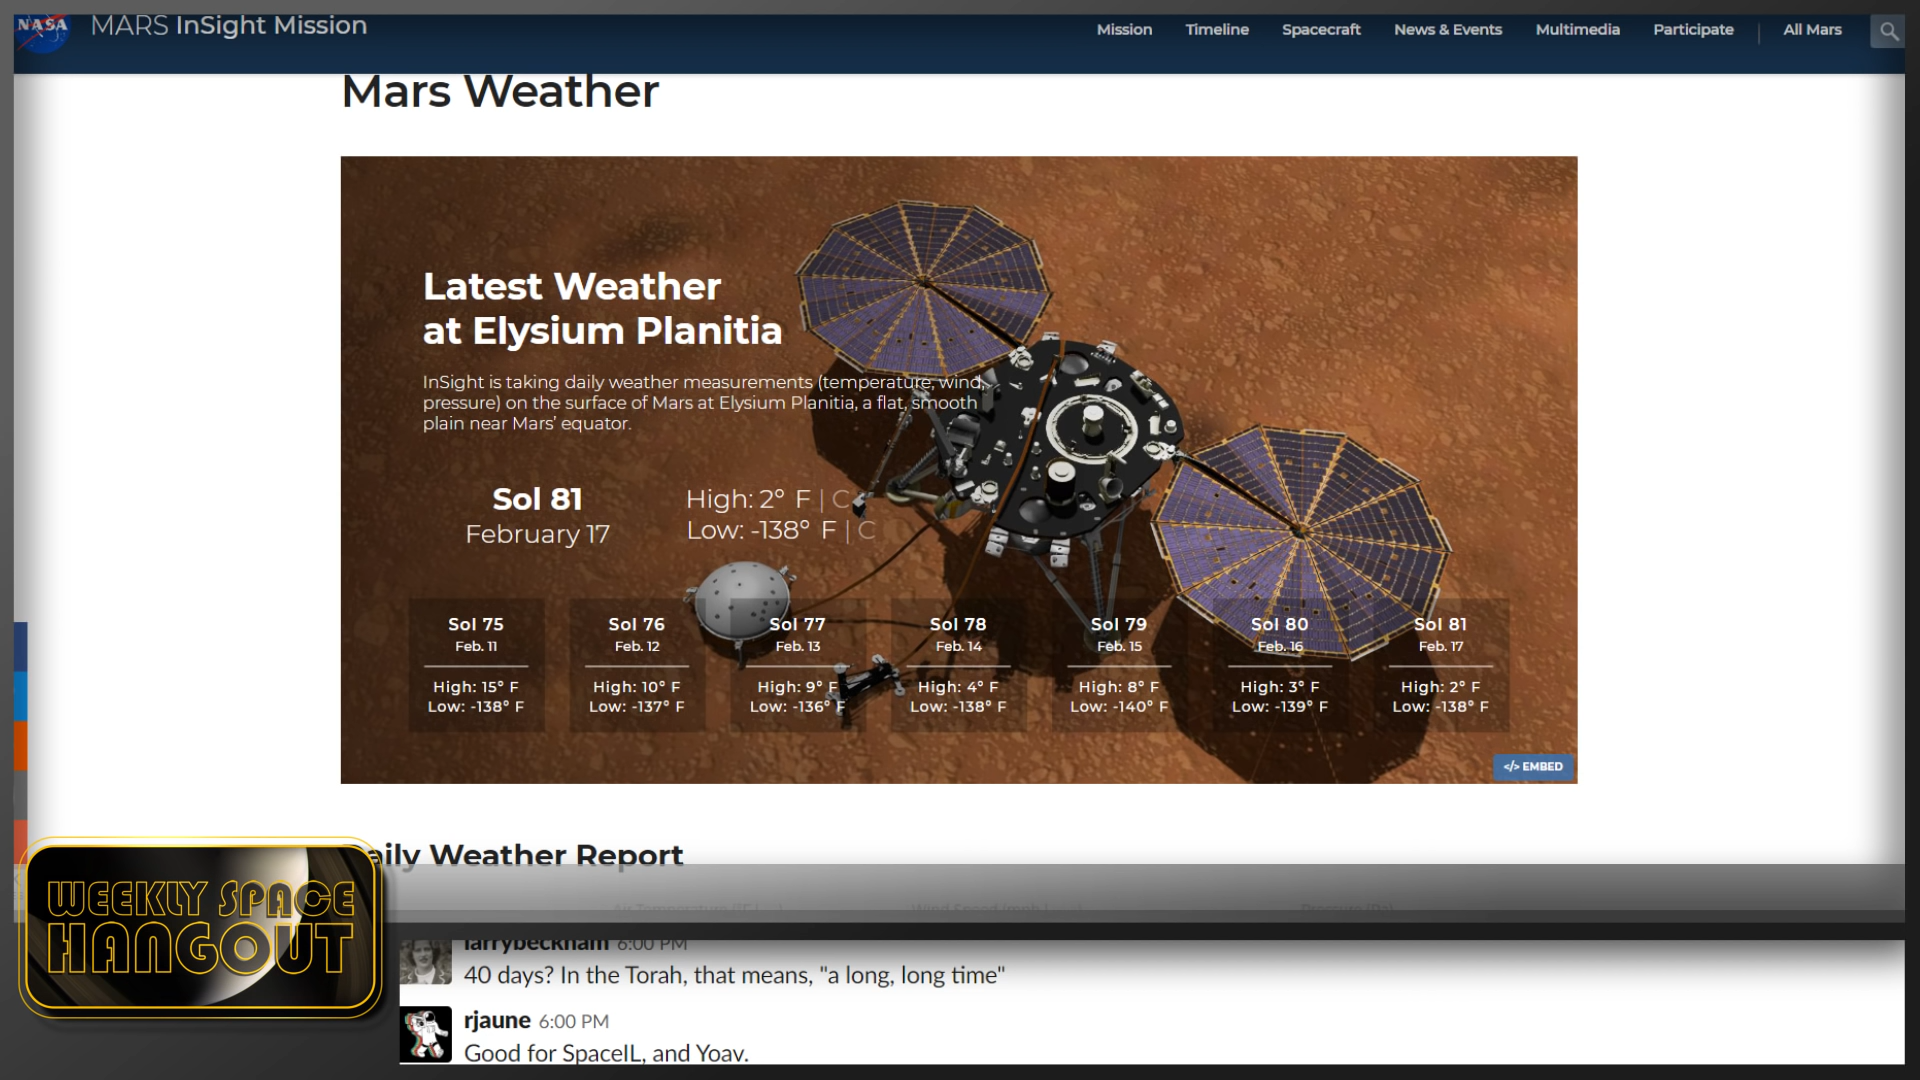 NASA
MARS InSight Mission
Mission
Timeline
Spacecraft
News & Events
Multimedia
Participate
All Mars
Mars Weather
Latest Weather
at Elysium Planitia
InSight is taking daily weather measurements (temperature, wind,
pressure) on the surface of Mars at Elysium Planitia, a flat, smooth
plain near Mars' equator.
Sol 81
February 17
High: 2° F | C
Low: -138° F | C
Sol 75
Feb. 11
High: 15° F
Low: -138° F
Sol 76
Feb. 12
High: 10° F
Low: -137° F
Sol 77
Feb. 13
High: 9° F
Low: -136° F
Sol 78
Feb. 14
High: 4° F
Low: -138° F
Sol 79
Feb. 15
High: 8° F
Low: -140° F
Sol 80
Feb. 16
High: 3° F
Low: -139° F
Sol 81
Feb. 17
High: 2° F
Low: -138° F
</> EMBED
Weather Report
WEEKLY SPACE
HANGOUT
larrybeckham 6:00 PM
40 days? In the Torah, that means, "a long, long time"
rjaune 6:00 PM
Good for SpaceIL, and Yoav.